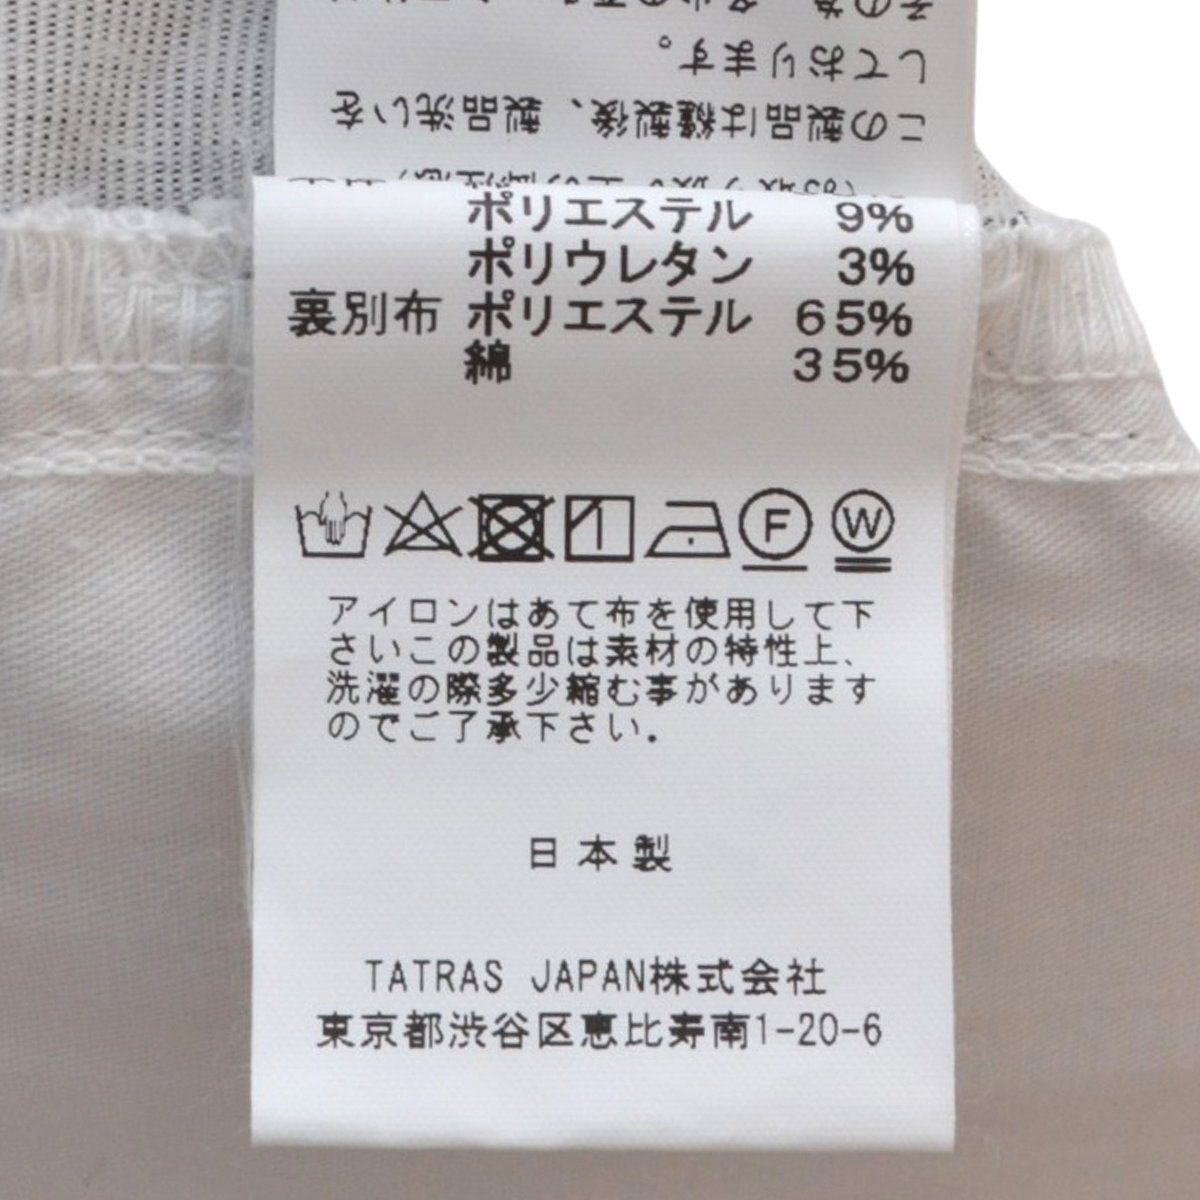 その為、多少の
しております。
この製品は縫製後、製品洗いを
ポリエステル 9%
ポリウレタン 3%
裏別布 ポリエステル 65%
綿 35%
F W
アイロンはあて布を使用して下
さいこの製品は素材の特性上、
洗濯の際多少縮む事があります
のでご了承下さい.
日本製
TATRAS JAPAN株式会社
東京都渋谷区恵比寿南1-20-6